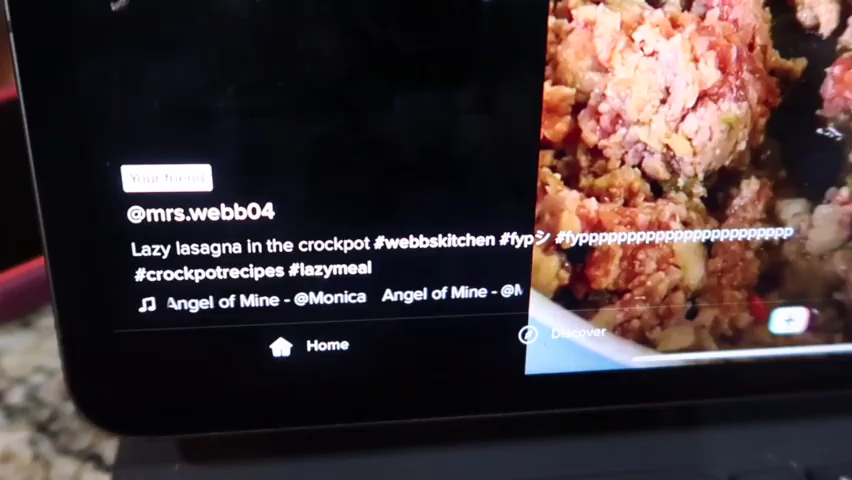 Your friend
@mrs.webb04
Lazy lasagna in the crockpot #webbskitchen #fypシ #fypppppppppppppppppppppppp
#crockpotrecipes #lazymeal
Angel of Mine - @Monica Angel of Mine - @M
Home
Discover